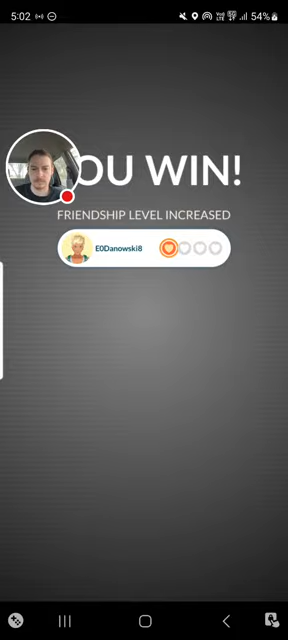 5:02
54%
OU WIN!
FRIENDSHIP LEVEL INCREASED
E0Danowski8